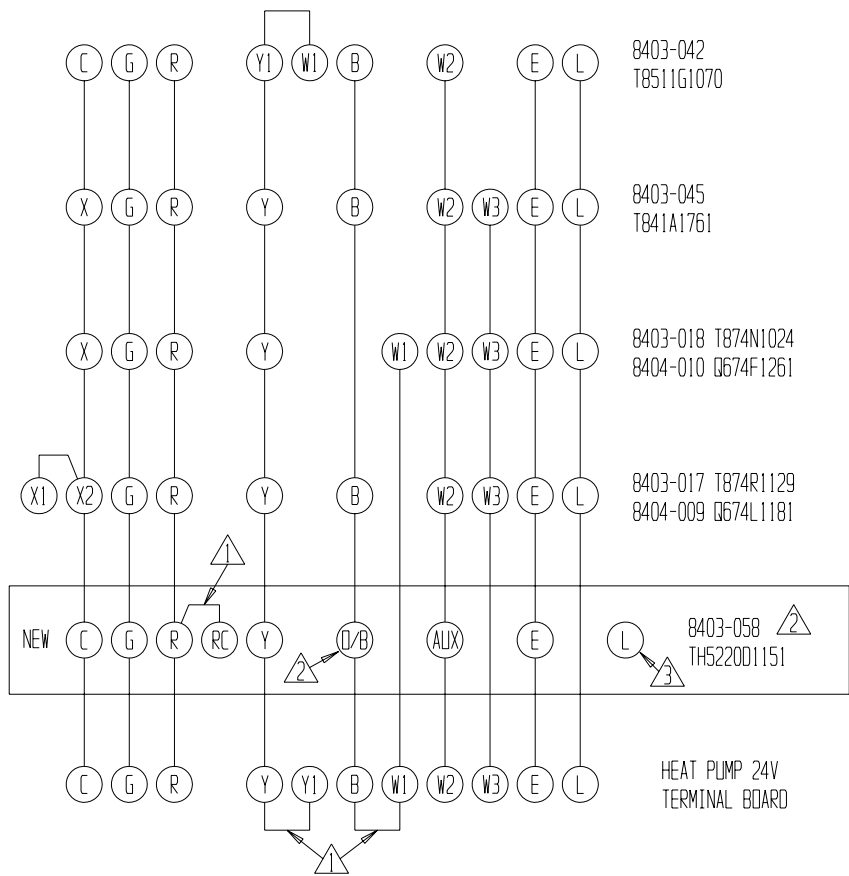 C G R Y1 W1 B W2 E L 8403-042
T8511G1070
X G R Y B W2 W3 E L 8403-045
T841A1761
X G R Y W1 W2 W3 E L 8403-018 T874N1024
8404-010 Q674F1261
X1 X2 G R Y B W2 W3 E L 8403-017 T874R1129
8404-009 Q674L1181
1
NEW C G R RC Y O/B AUX E L 8403-058 2
TH5220D1151
2 3
C G R Y Y1 B W1 W2 W3 E L HEAT PUMP 24V
TERMINAL BOARD
1